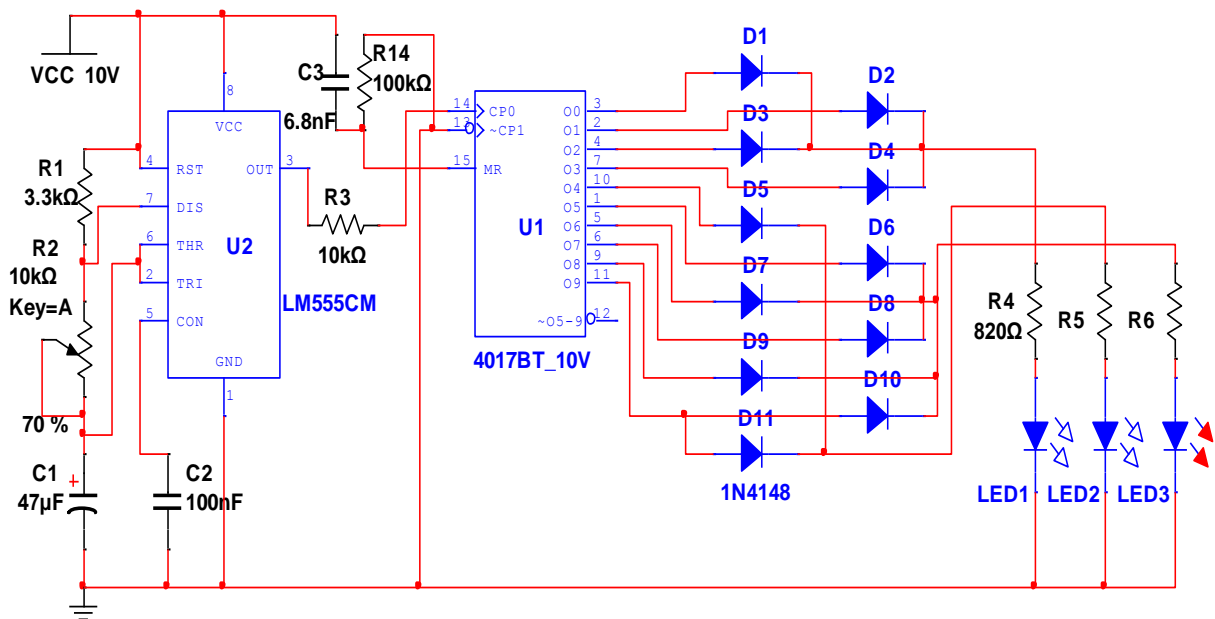 VCC 10V
R1
3.3kΩ
R2
10kΩ
Key=A
70 %
C1
+
47µF
C2
100nF
8
VCC
4
RST
7
DIS
6
THR
2
TRI
5
CON
OUT
3
U2
LM555CM
GND
1
R3
10kΩ
C3
6.8nF
R14
100kΩ
14
CP0
13
~CP1
15
MR
U1
O0
3
O1
2
O2
4
O3
7
O4
10
O5
1
O6
5
O7
6
O8
9
O9
11
~O5-9
12
4017BT_10V
D1
D2
D3
D4
D5
D6
D7
D8
D9
D10
D11
1N4148
R4
820Ω
R5
R6
LED1
LED2
LED3